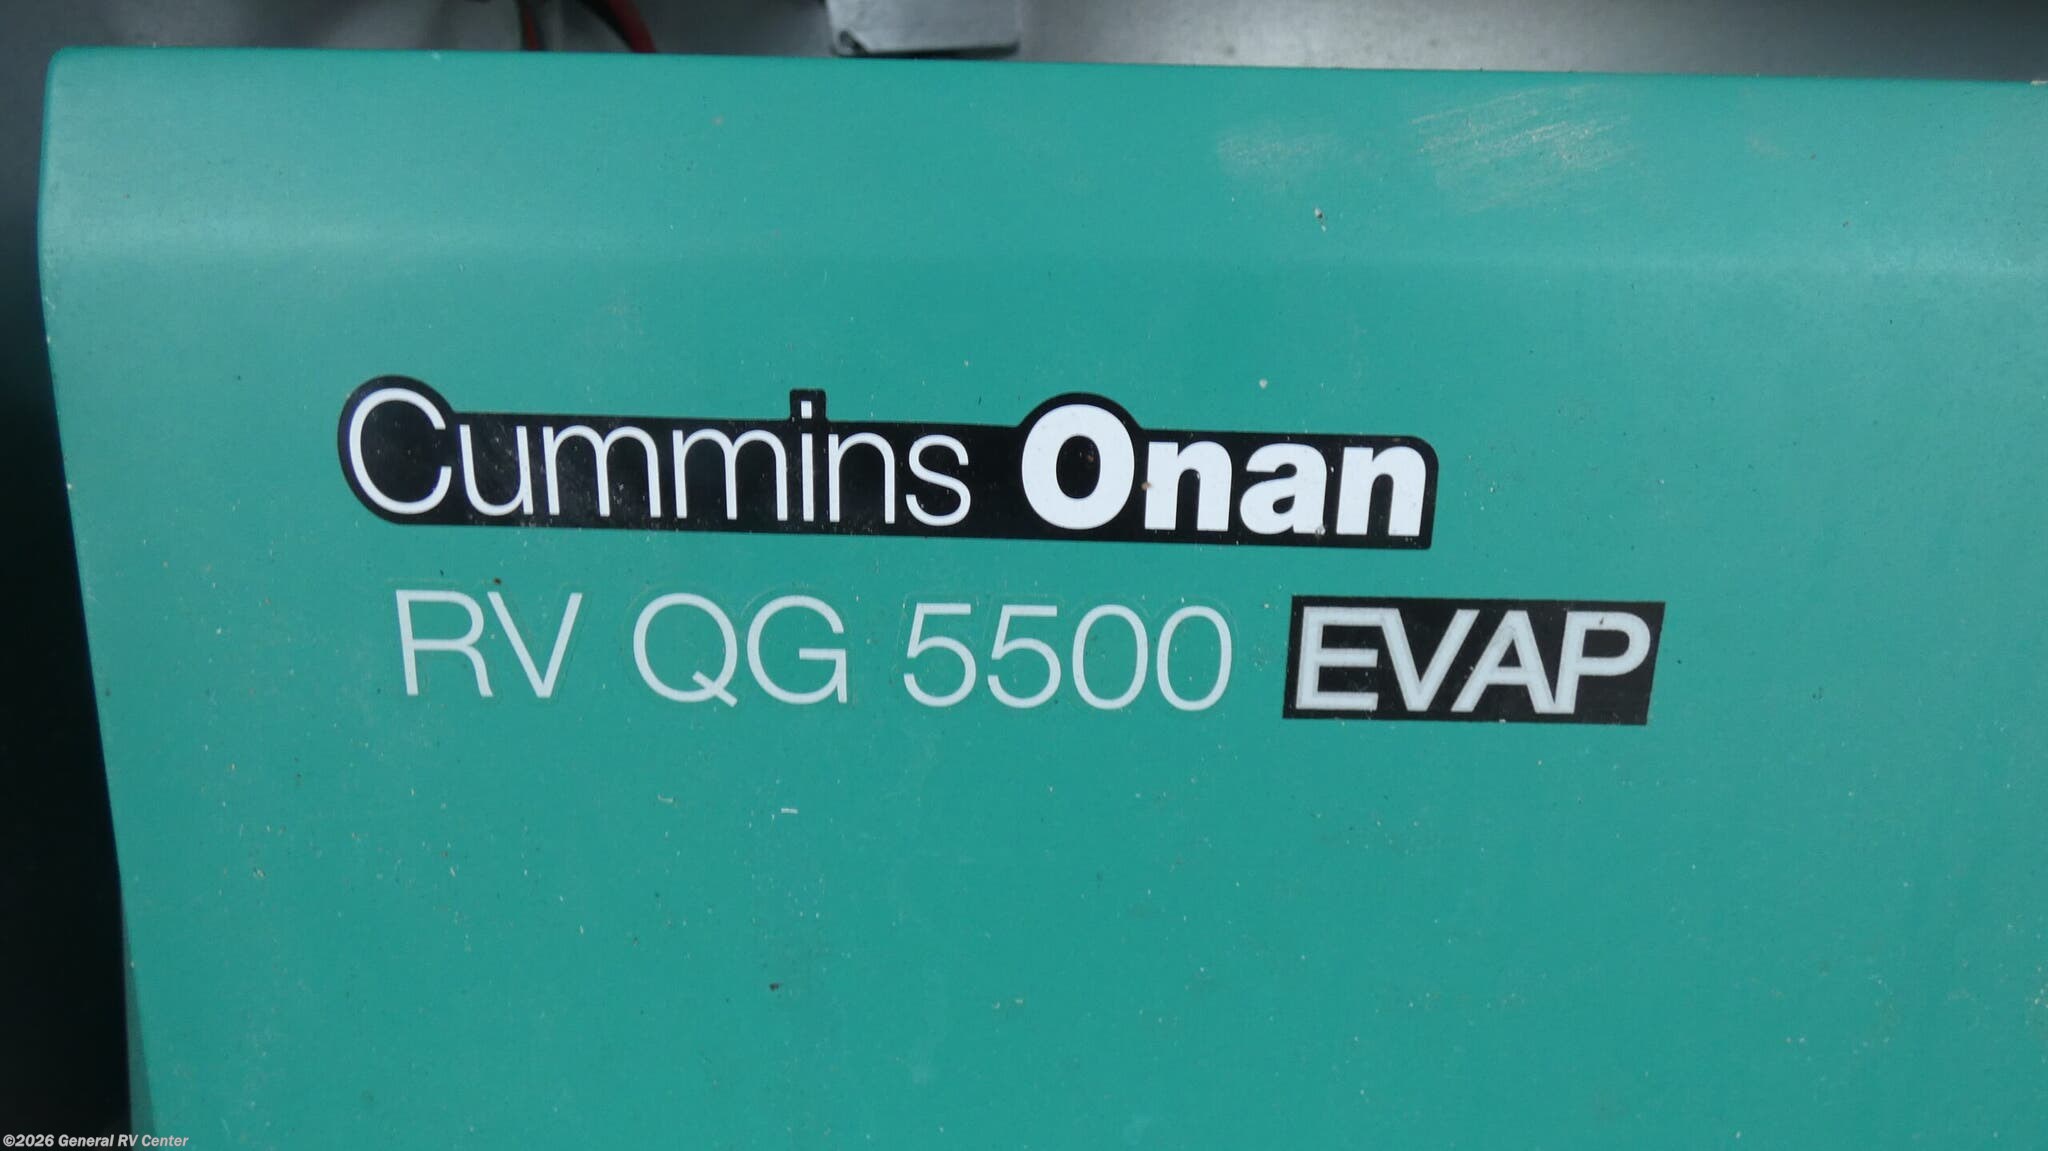 Cummins Onan
RV QG 5500 EVAP
©2026 General RV Center